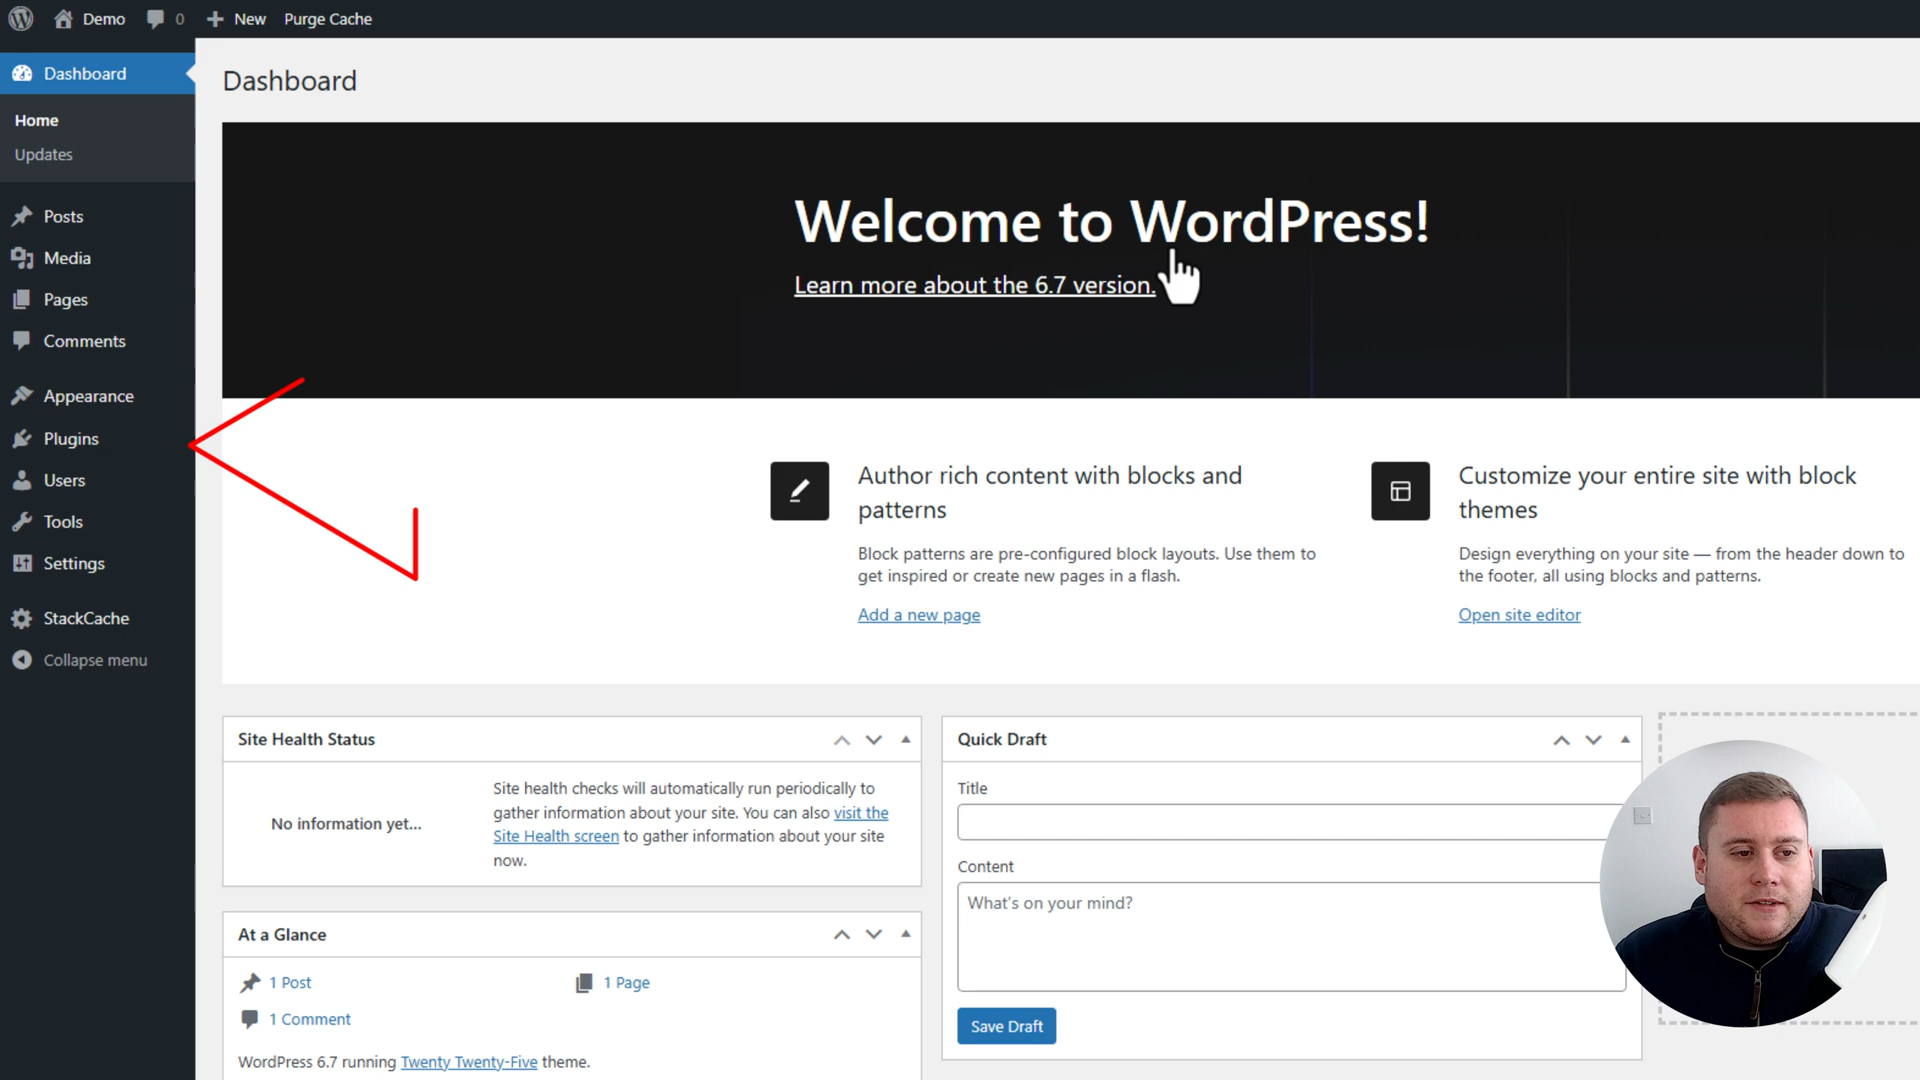 Demo
0
New
Purge Cache
Dashboard
Home
Updates
Posts
Media
Pages
Comments
Appearance
Plugins
Users
Tools
Settings
StackCache
Collapse menu
Dashboard
Welcome to WordPress!
Learn more about the 6.7 version.
Author rich content with blocks and
patterns
Block patterns are pre-configured block layouts. Use them to
get inspired or create new pages in a flash.
Add a new page
Customize your entire site with block
themes
Design everything on your site — from the header down to
the footer, all using blocks and patterns.
Open site editor
Site Health Status
No information yet...
Site health checks will automatically run periodically to
gather information about your site. You can also visit the
Site Health screen to gather information about your site
now.
At a Glance
1 Post
1 Page
1 Comment
WordPress 6.7 running Twenty Twenty-Five theme.
Quick Draft
Title
Content
What's on your mind?
Save Draft